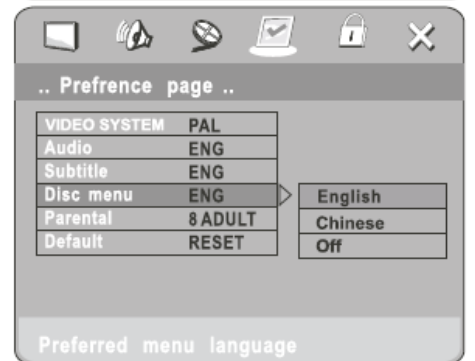 .. Prefrence page ..
VIDEO SYSTEM PAL
Audio ENG
Subtitle ENG
Disc menu ENG English
Parental 8 ADULT Chinese
Default RESET Off
Preferred menu language